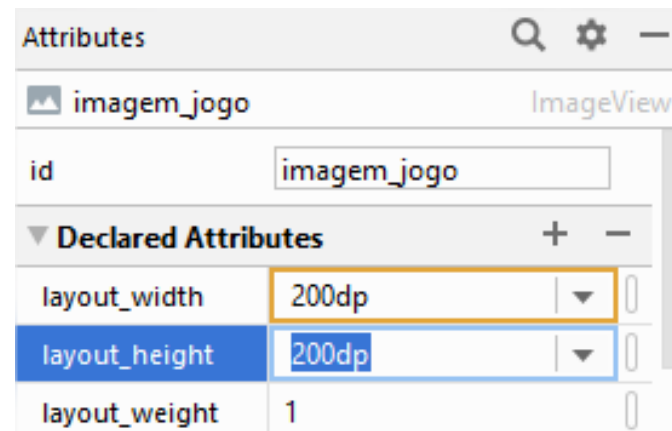 Attributes
imagem_jogo ImageView
id imagem_jogo
Declared Attributes
layout_width 200dp
layout_height 200dp
layout_weight 1